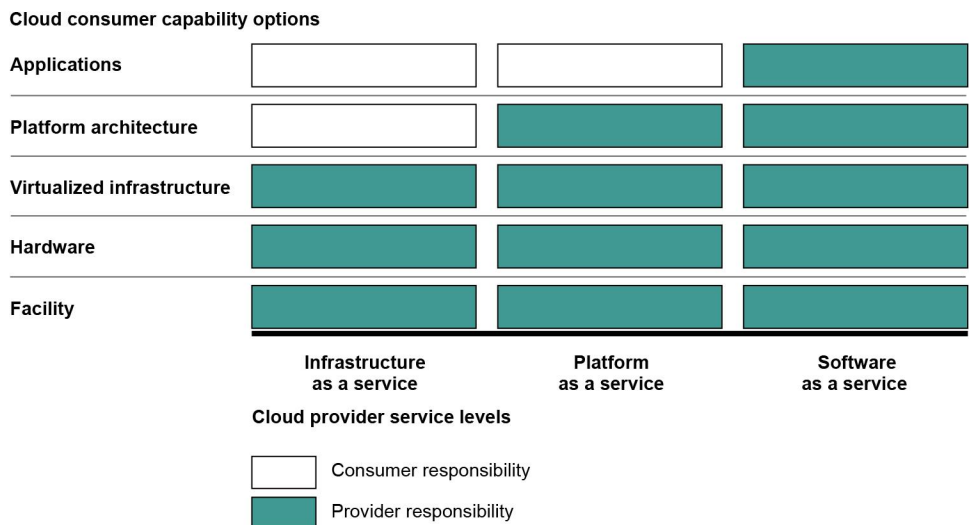 Cloud consumer capability options
Applications
Platform architecture
Virtualized infrastructure
Hardware
Facility
Infrastructure
as a service
Platform
as a service
Software
as a service
Cloud provider service levels
Consumer responsibility
Provider responsibility